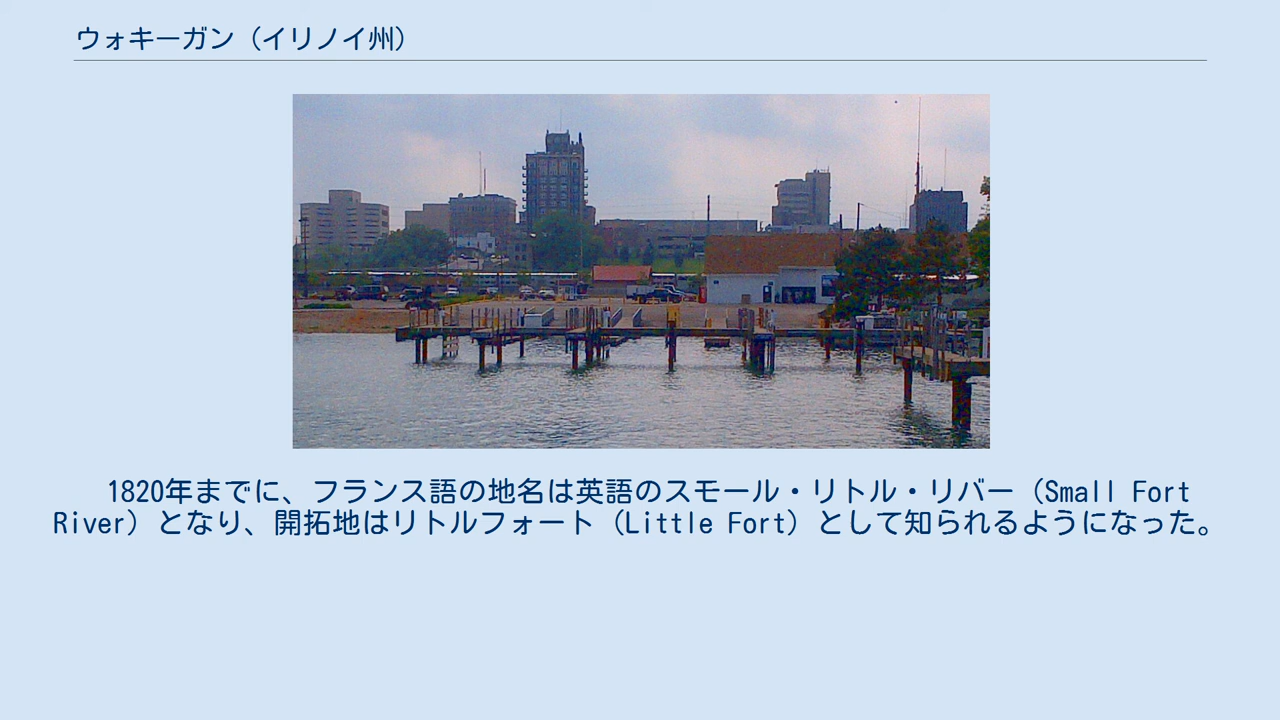 ウォキーガン（イリノイ州）
1820年までに、フランス語の地名は英語のスモール・リトル・リバー（Small Fort
River）となり、開拓地はリトルフォート（Little Fort）として知られるようになった。